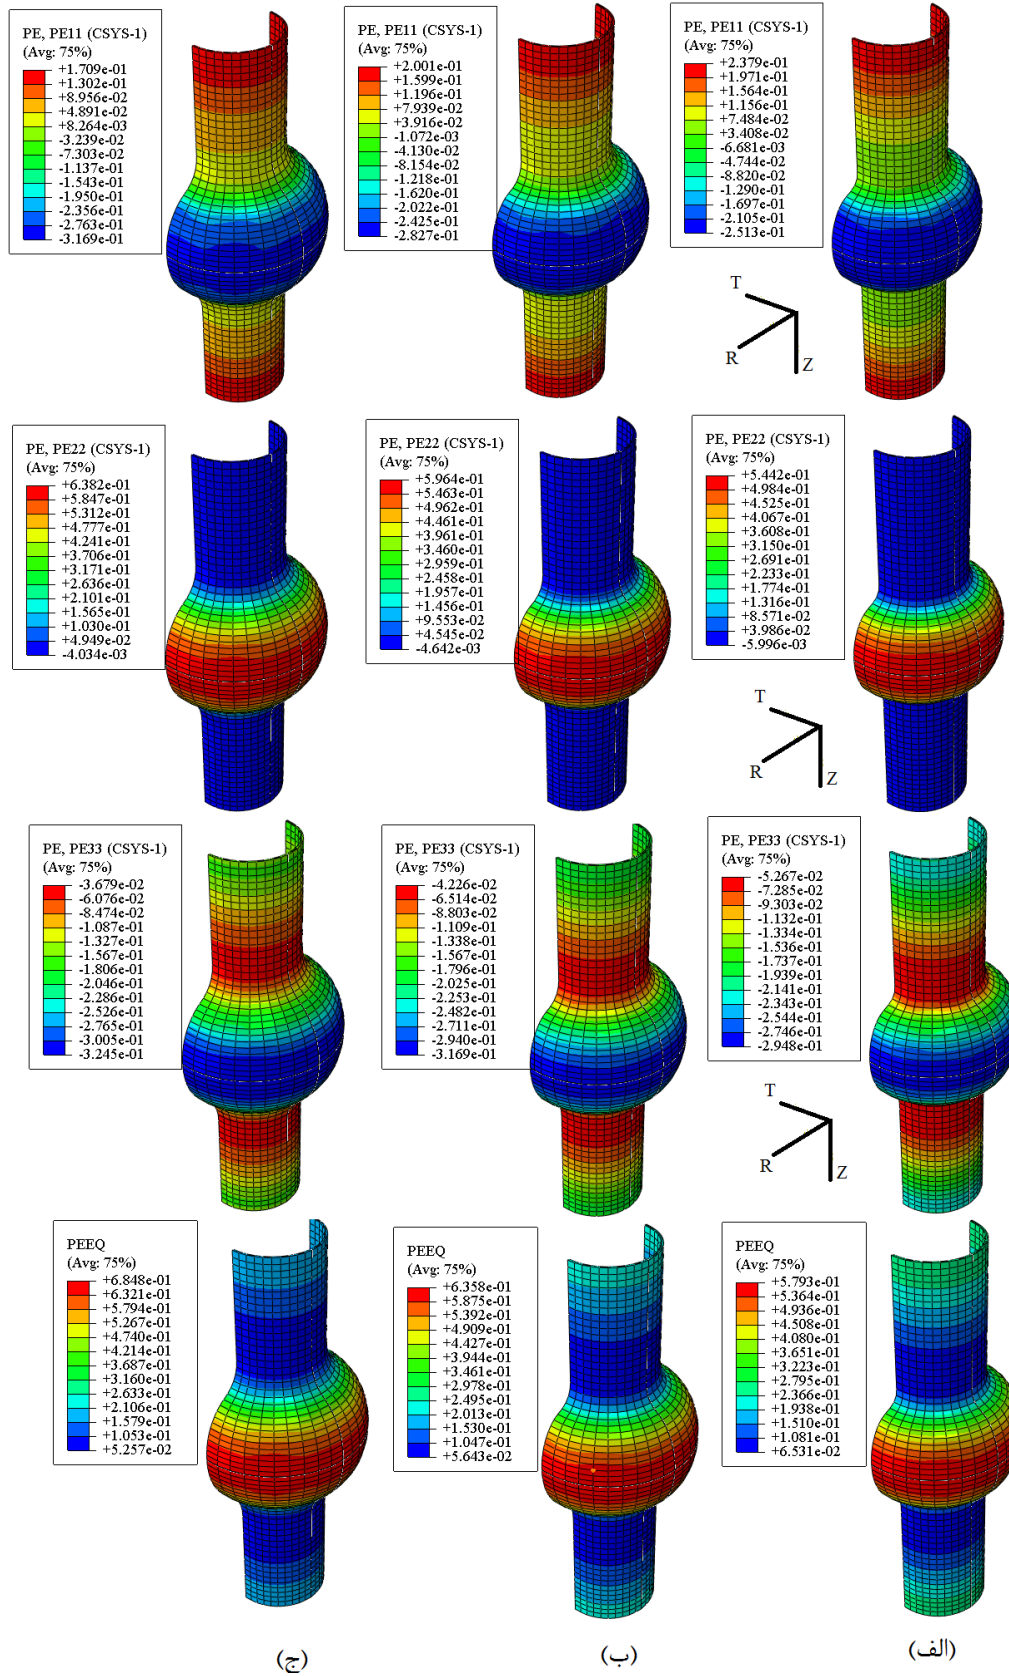 PE, PE11 (CSYS-1)
(Avg: 75%)
+1.709e-01
+1.302e-01
+8.956e-02
+4.891e-02
+8.264e-03
-3.239e-02
-7.303e-02
-1.137e-01
-1.543e-01
-1.950e-01
-2.356e-01
-2.763e-01
-3.169e-01
PE, PE11 (CSYS-1)
(Avg: 75%)
+2.001e-01
+1.599e-01
+1.196e-01
+7.939e-02
+3.916e-02
-1.072e-03
-4.130e-02
-8.154e-02
-1.218e-01
-1.620e-01
-2.022e-01
-2.425e-01
-2.827e-01
PE, PE11 (CSYS-1)
(Avg: 75%)
+2.379e-01
+1.971e-01
+1.564e-01
+1.156e-01
+7.484e-02
+3.408e-02
-6.681e-03
-4.744e-02
-8.820e-02
-1.290e-01
-1.697e-01
-2.105e-01
-2.513e-01
T
R
Z
PE, PE22 (CSYS-1)
(Avg: 75%)
+6.382e-01
+5.847e-01
+5.312e-01
+4.777e-01
+4.241e-01
+3.706e-01
+3.171e-01
+2.636e-01
+2.101e-01
+1.565e-01
+1.030e-01
+4.949e-02
-4.034e-03
PE, PE22 (CSYS-1)
(Avg: 75%)
+5.964e-01
+5.463e-01
+4.962e-01
+4.461e-01
+3.961e-01
+3.460e-01
+2.959e-01
+2.458e-01
+1.957e-01
+1.456e-01
+9.553e-02
+4.545e-02
-4.642e-03
PE, PE22 (CSYS-1)
(Avg: 75%)
+5.442e-01
+4.984e-01
+4.525e-01
+4.067e-01
+3.608e-01
+3.150e-01
+2.691e-01
+2.233e-01
+1.774e-01
+1.316e-01
+8.571e-02
+3.986e-02
-5.996e-03
T
R
Z
PE, PE33 (CSYS-1)
(Avg: 75%)
-3.679e-02
-6.076e-02
-8.474e-02
-1.087e-01
-1.327e-01
-1.567e-01
-1.806e-01
-2.046e-01
-2.286e-01
-2.526e-01
-2.765e-01
-3.005e-01
-3.245e-01
PE, PE33 (CSYS-1)
(Avg: 75%)
-4.226e-02
-6.514e-02
-8.803e-02
-1.109e-01
-1.338e-01
-1.567e-01
-1.796e-01
-2.025e-01
-2.253e-01
-2.482e-01
-2.711e-01
-2.940e-01
-3.169e-01
PE, PE33 (CSYS-1)
(Avg: 75%)
-5.267e-02
-7.285e-02
-9.303e-02
-1.132e-01
-1.334e-01
-1.536e-01
-1.737e-01
-1.939e-01
-2.141e-01
-2.343e-01
-2.544e-01
-2.746e-01
-2.948e-01
T
R
Z
PEEQ
(Avg: 75%)
+6.848e-01
+6.321e-01
+5.794e-01
+5.267e-01
+4.740e-01
+4.214e-01
+3.687e-01
+3.160e-01
+2.633e-01
+2.106e-01
+1.579e-01
+1.053e-01
+5.257e-02
PEEQ
(Avg: 75%)
+6.358e-01
+5.875e-01
+5.392e-01
+4.909e-01
+4.427e-01
+3.944e-01
+3.461e-01
+2.978e-01
+2.495e-01
+2.013e-01
+1.530e-01
+1.047e-01
+5.643e-02
PEEQ
(Avg: 75%)
+5.793e-01
+5.364e-01
+4.936e-01
+4.508e-01
+4.080e-01
+3.651e-01
+3.223e-01
+2.795e-01
+2.366e-01
+1.938e-01
+1.510e-01
+1.081e-01
+6.531e-02
(الف)
(ب)
(ج)